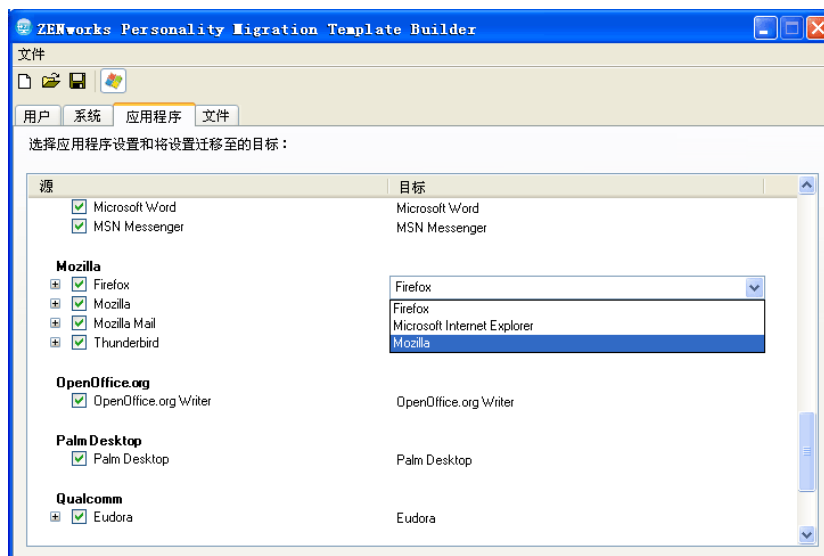 ZENworks Personality Migration Template Builder
文件
用户 系统 应用程序 文件
选择应用程序设置和将设置迁移至的目标：
源 目标
Microsoft Word Microsoft Word
MSN Messenger MSN Messenger
Mozilla
Firefox Firefox
Mozilla Firefox
Mozilla Mail Microsoft Internet Explorer
Thunderbird Mozilla
OpenOffice.org
OpenOffice.org Writer OpenOffice.org Writer
Palm Desktop
Palm Desktop Palm Desktop
Qualcomm
Eudora Eudora